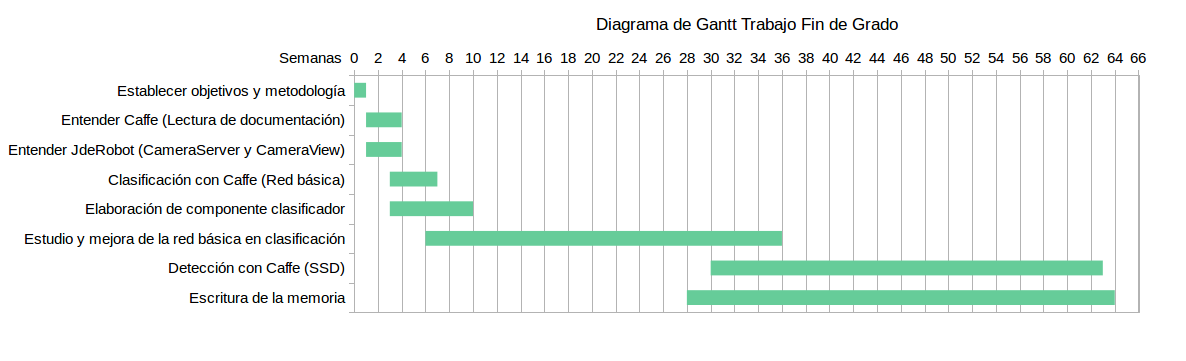 Diagrama de Gantt Trabajo Fin de Grado
Semanas 0 2 4 6 8 10 12 14 16 18 20 22 24 26 28 30 32 34 36 38 40 42 44 46 48 50 52 54 56 58 60 62 64 66
Establecer objetivos y metodología
Entender Caffe (Lectura de documentación)
Entender JdeRobot (CameraServer y CameraView)
Clasificación con Caffe (Red básica)
Elaboración de componente clasificador
Estudio y mejora de la red básica en clasificación
Detección con Caffe (SSD)
Escritura de la memoria